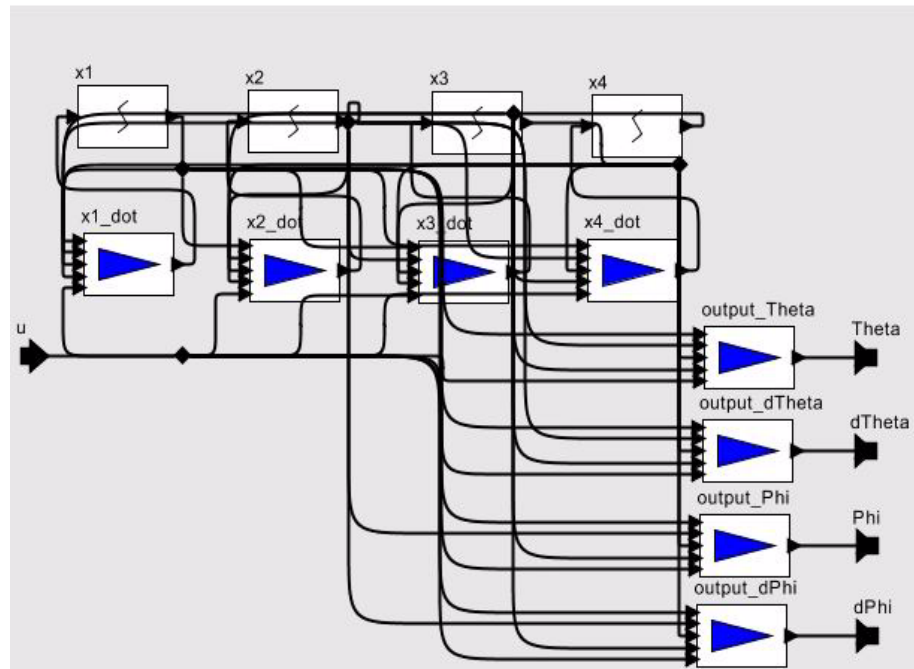 x1
x2
x3
x4
x1_dot
x2_dot
x3_dot
x4_dot
u
output_Theta
Theta
output_dTheta
dTheta
output_Phi
Phi
output_dPhi
dPhi